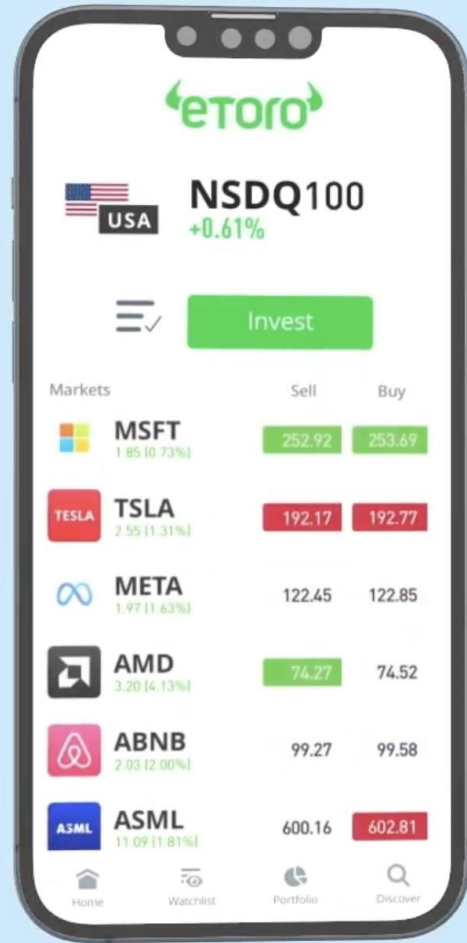 eToro
USA
NSDQ100
+0.61%
Invest
Markets Sell Buy
MSFT 252.92 253.69
1.85 (0.73%)
TESLA TSLA 192.17 192.77
2.55 (1.31%)
META 122.45 122.85
1.97 (1.63%)
AMD 74.27 74.52
3.20 (4.13%)
ABNB 99.27 99.58
2.03 (2.00%)
ASML ASML 600.16 602.81
11.09 (1.81%)
Home Watchlist Portfolio Discover